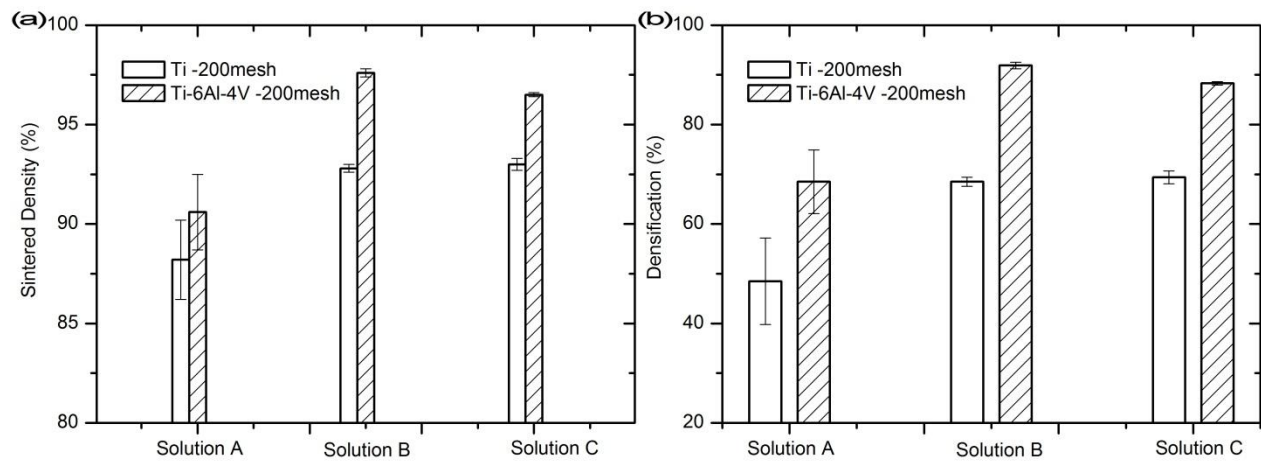 (a)
Sintered Density (%)
100
95
90
85
80
Ti -200mesh
Ti-6Al-4V -200mesh
Solution A
Solution B
Solution C
(b)
Densification (%)
100
80
60
40
20
Ti -200mesh
Ti-6Al-4V -200mesh
Solution A
Solution B
Solution C